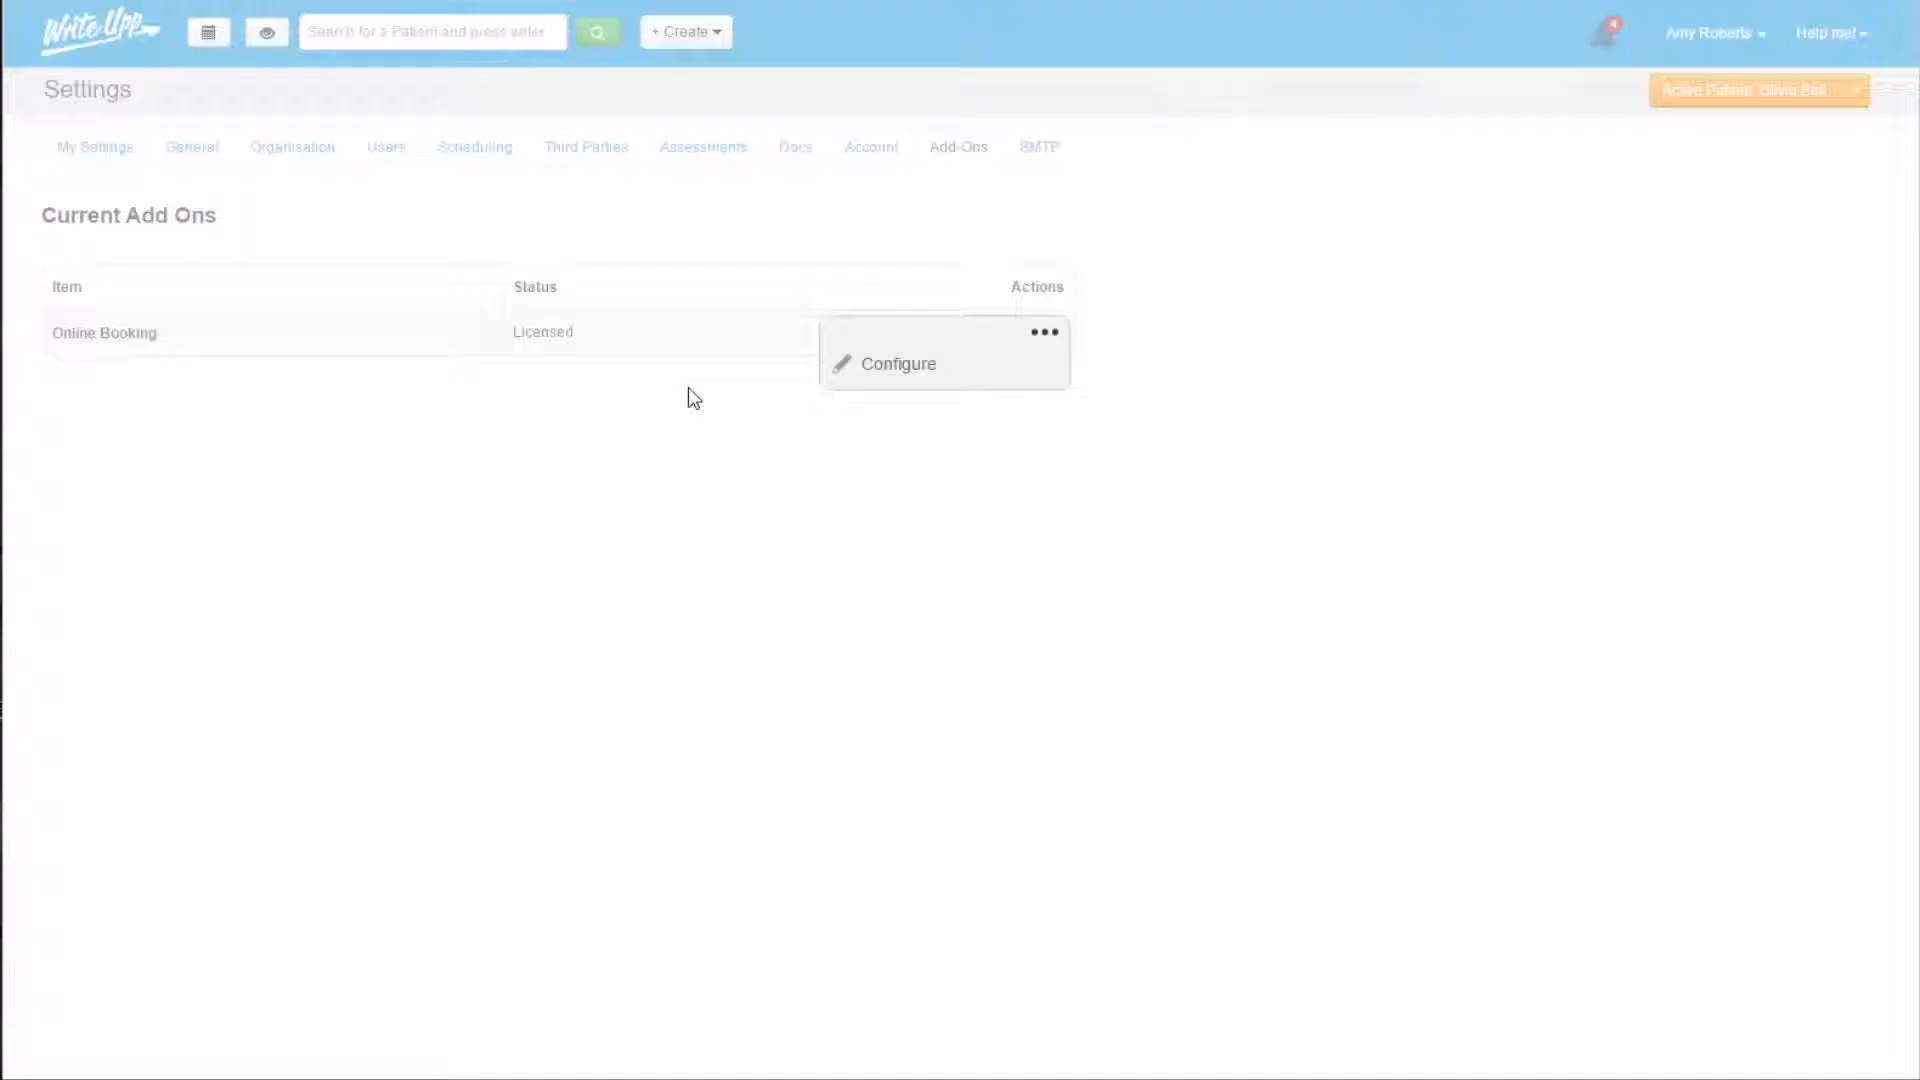 Write Upp
Search for a Patient and press enter
+ Create
4
Amy Roberts
Help me!
Settings
Active Patient: Olivia Bell
My Settings
General
Organisation
Users
Scheduling
Third Parties
Assessments
Docs
Account
Add-Ons
SMTP
Current Add Ons
Item
Status
Actions
Online Booking
Licensed
Configure